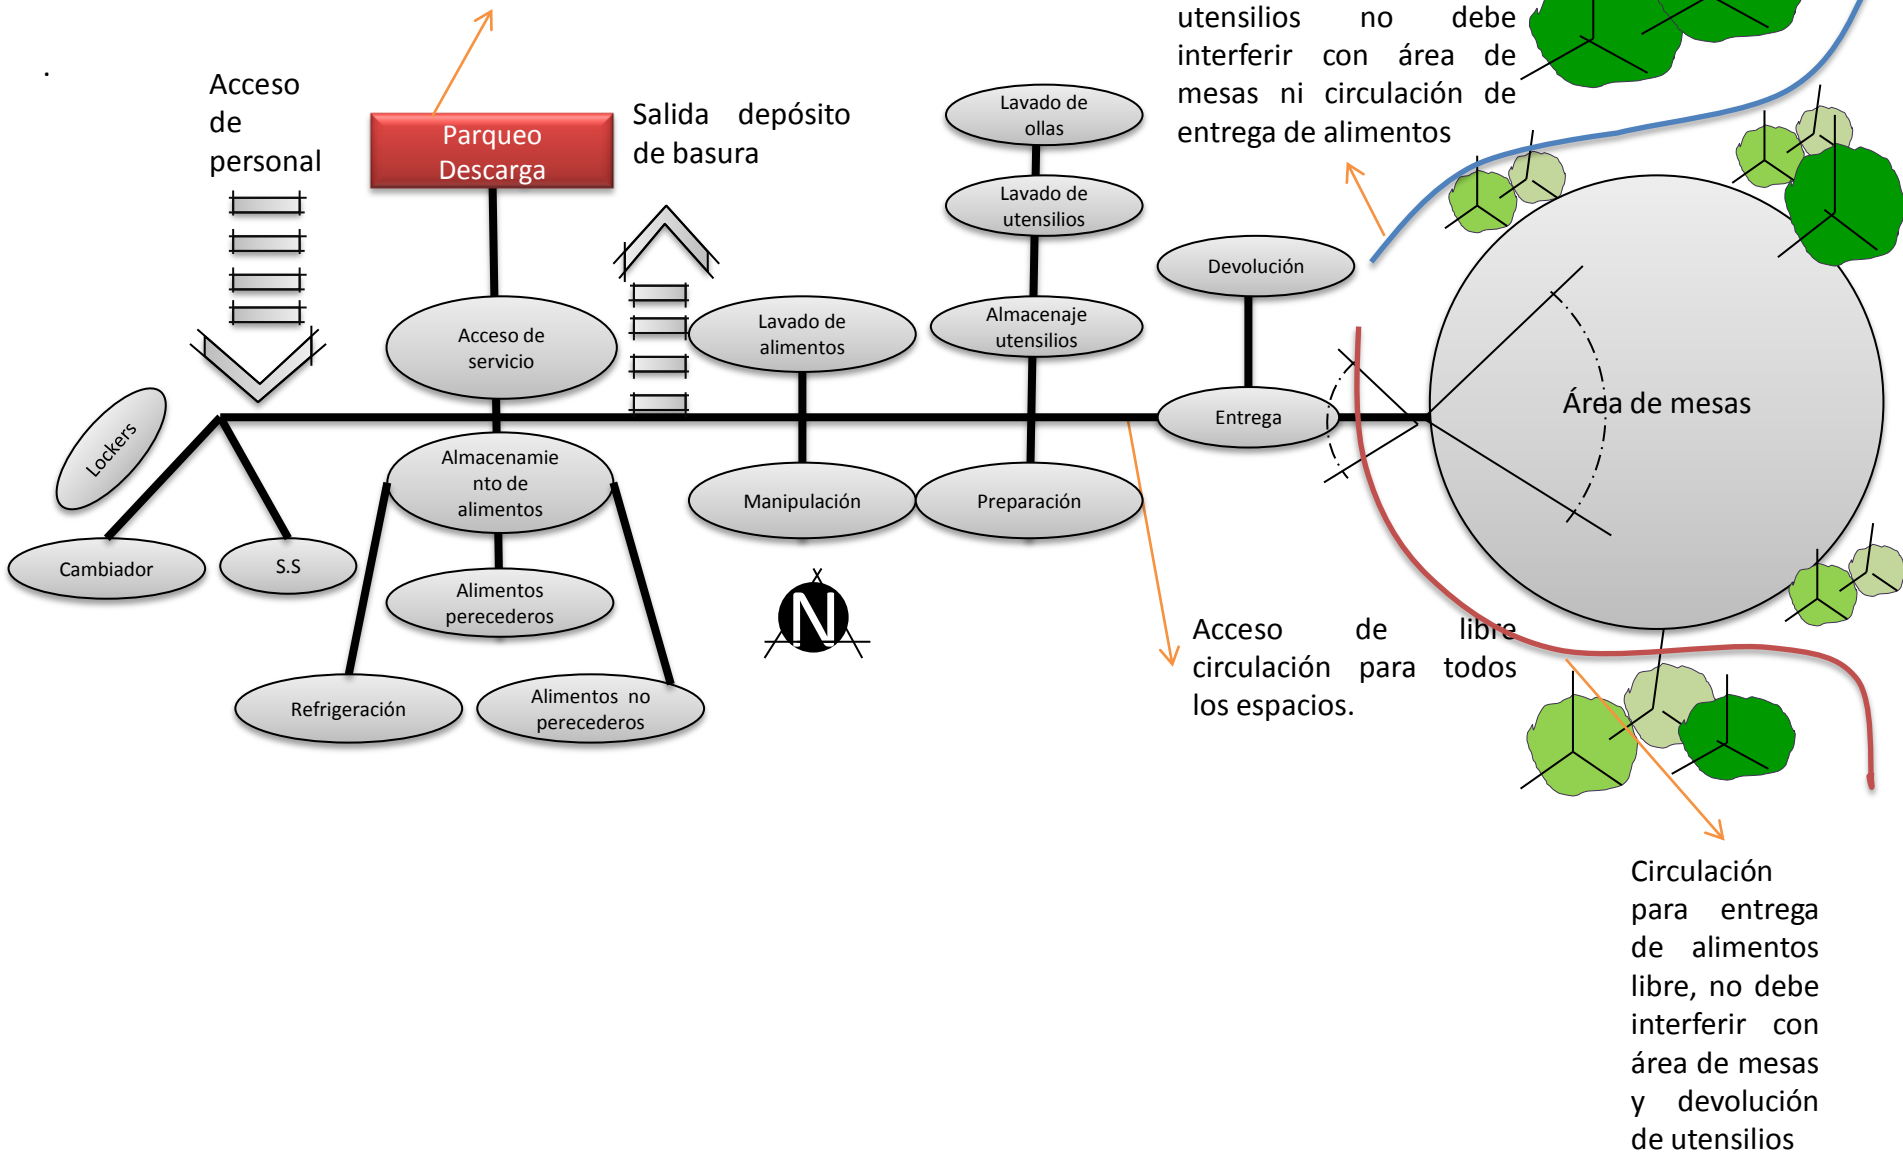 .
Acceso
de
personal
Parqueo
Descarga
Salida depósito
de basura
Lavado de
ollas
Lavado de
utensilios
Almacenaje
utensilios
utensilios no debe
interferir con área de
mesas ni circulación de
entrega de alimentos
Devolución
Acceso de
servicio
Lavado de
alimentos
Entrega
Área de mesas
Lockers
Almacenamie
nto de
alimentos
Manipulación
Preparación
Cambiador
S.S
Alimentos
perecederos
N
Refrigeración
Alimentos no
perecederos
Acceso de libre
circulación para todos
los espacios.
Circulación
para entrega
de alimentos
libre, no debe
interferir con
área de mesas
y devolución
de utensilios